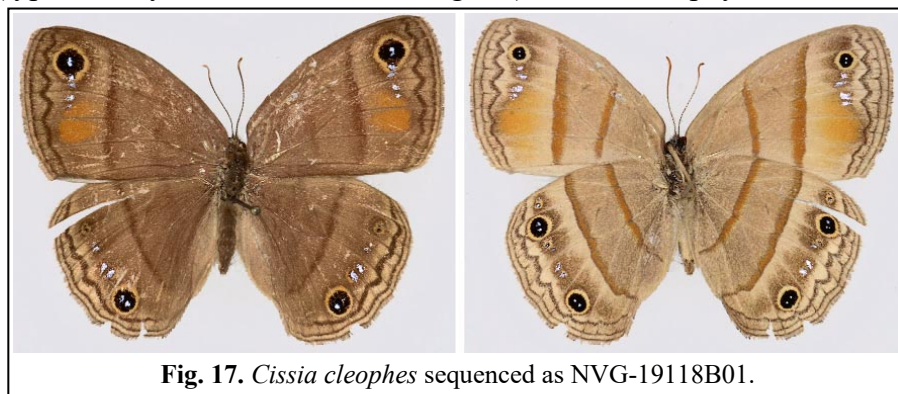 Fig. 17. Cissia cleophes sequenced as NVG-19118B01.